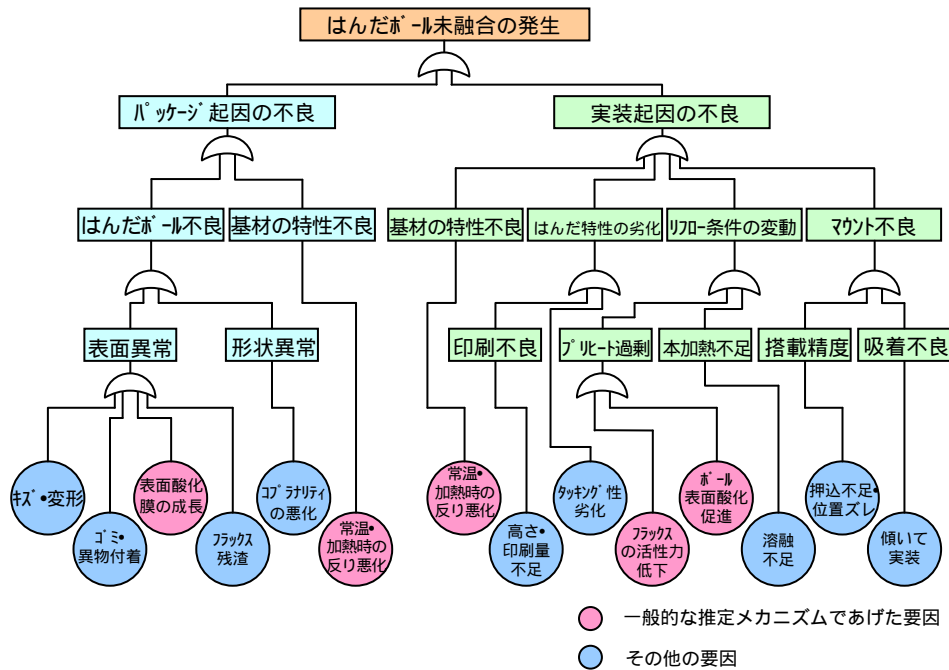 はんだボール未融合の発生
パッケージ起因の不良
実装起因の不良
はんだボール不良
基材の特性不良
基材の特性不良
はんだ特性の劣化
リフロー条件の変動
マウント不良
表面異常
形状異常
印刷不良
プリヒート過剰
本加熱不足
搭載精度
吸着不良
キズ・変形
ゴミ・
異物付着
表面酸化
膜の成長
フラックス
残渣
コプラナリティ
の悪化
常温・
加熱時の
反り悪化
常温・
加熱時の
反り悪化
高さ・
印刷量
不足
タッキング性
劣化
フラックス
の活性力
低下
ボール
表面酸化
促進
溶融
不足
押込不足・
位置ズレ
傾いて
実装
一般的な推定メカニズムであげた要因
その他の要因